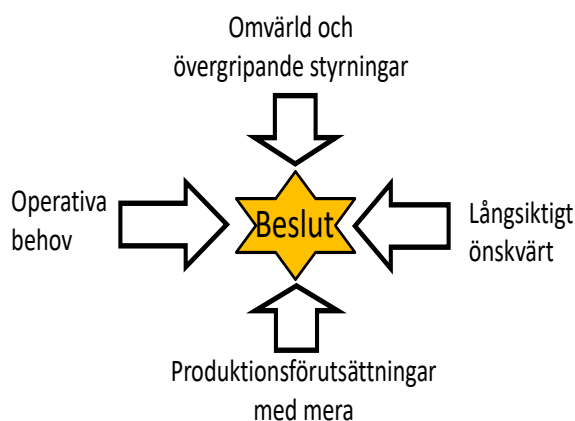 Omvärld och
övergripande styrningar
Operativa
behov
Beslut
Långsiktigt
önskvärt
Produktionsförutsättningar
med mera